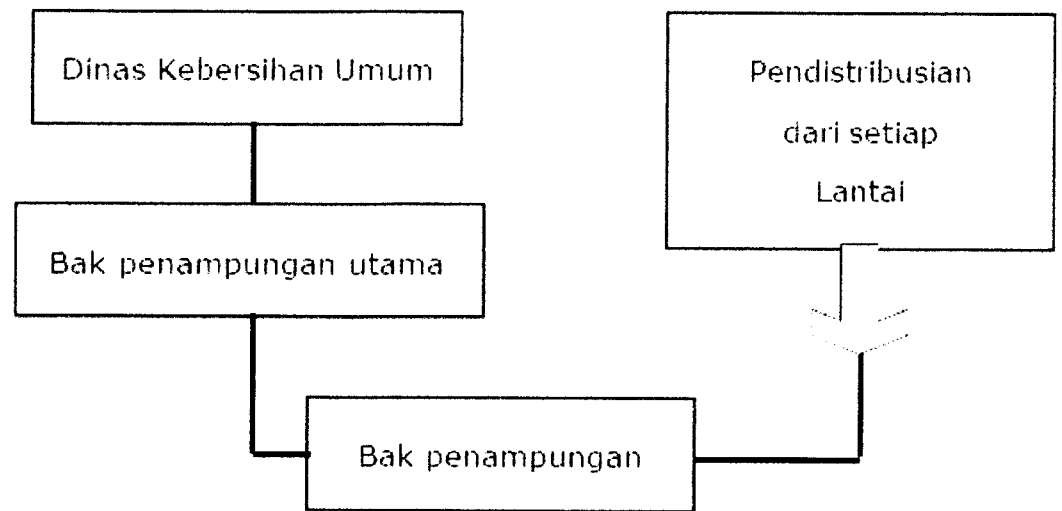 Dinas Kebersihan Umum
Pendistribusian
dari setiap
Lantai
Bak penampungan utama
Bak penampungan